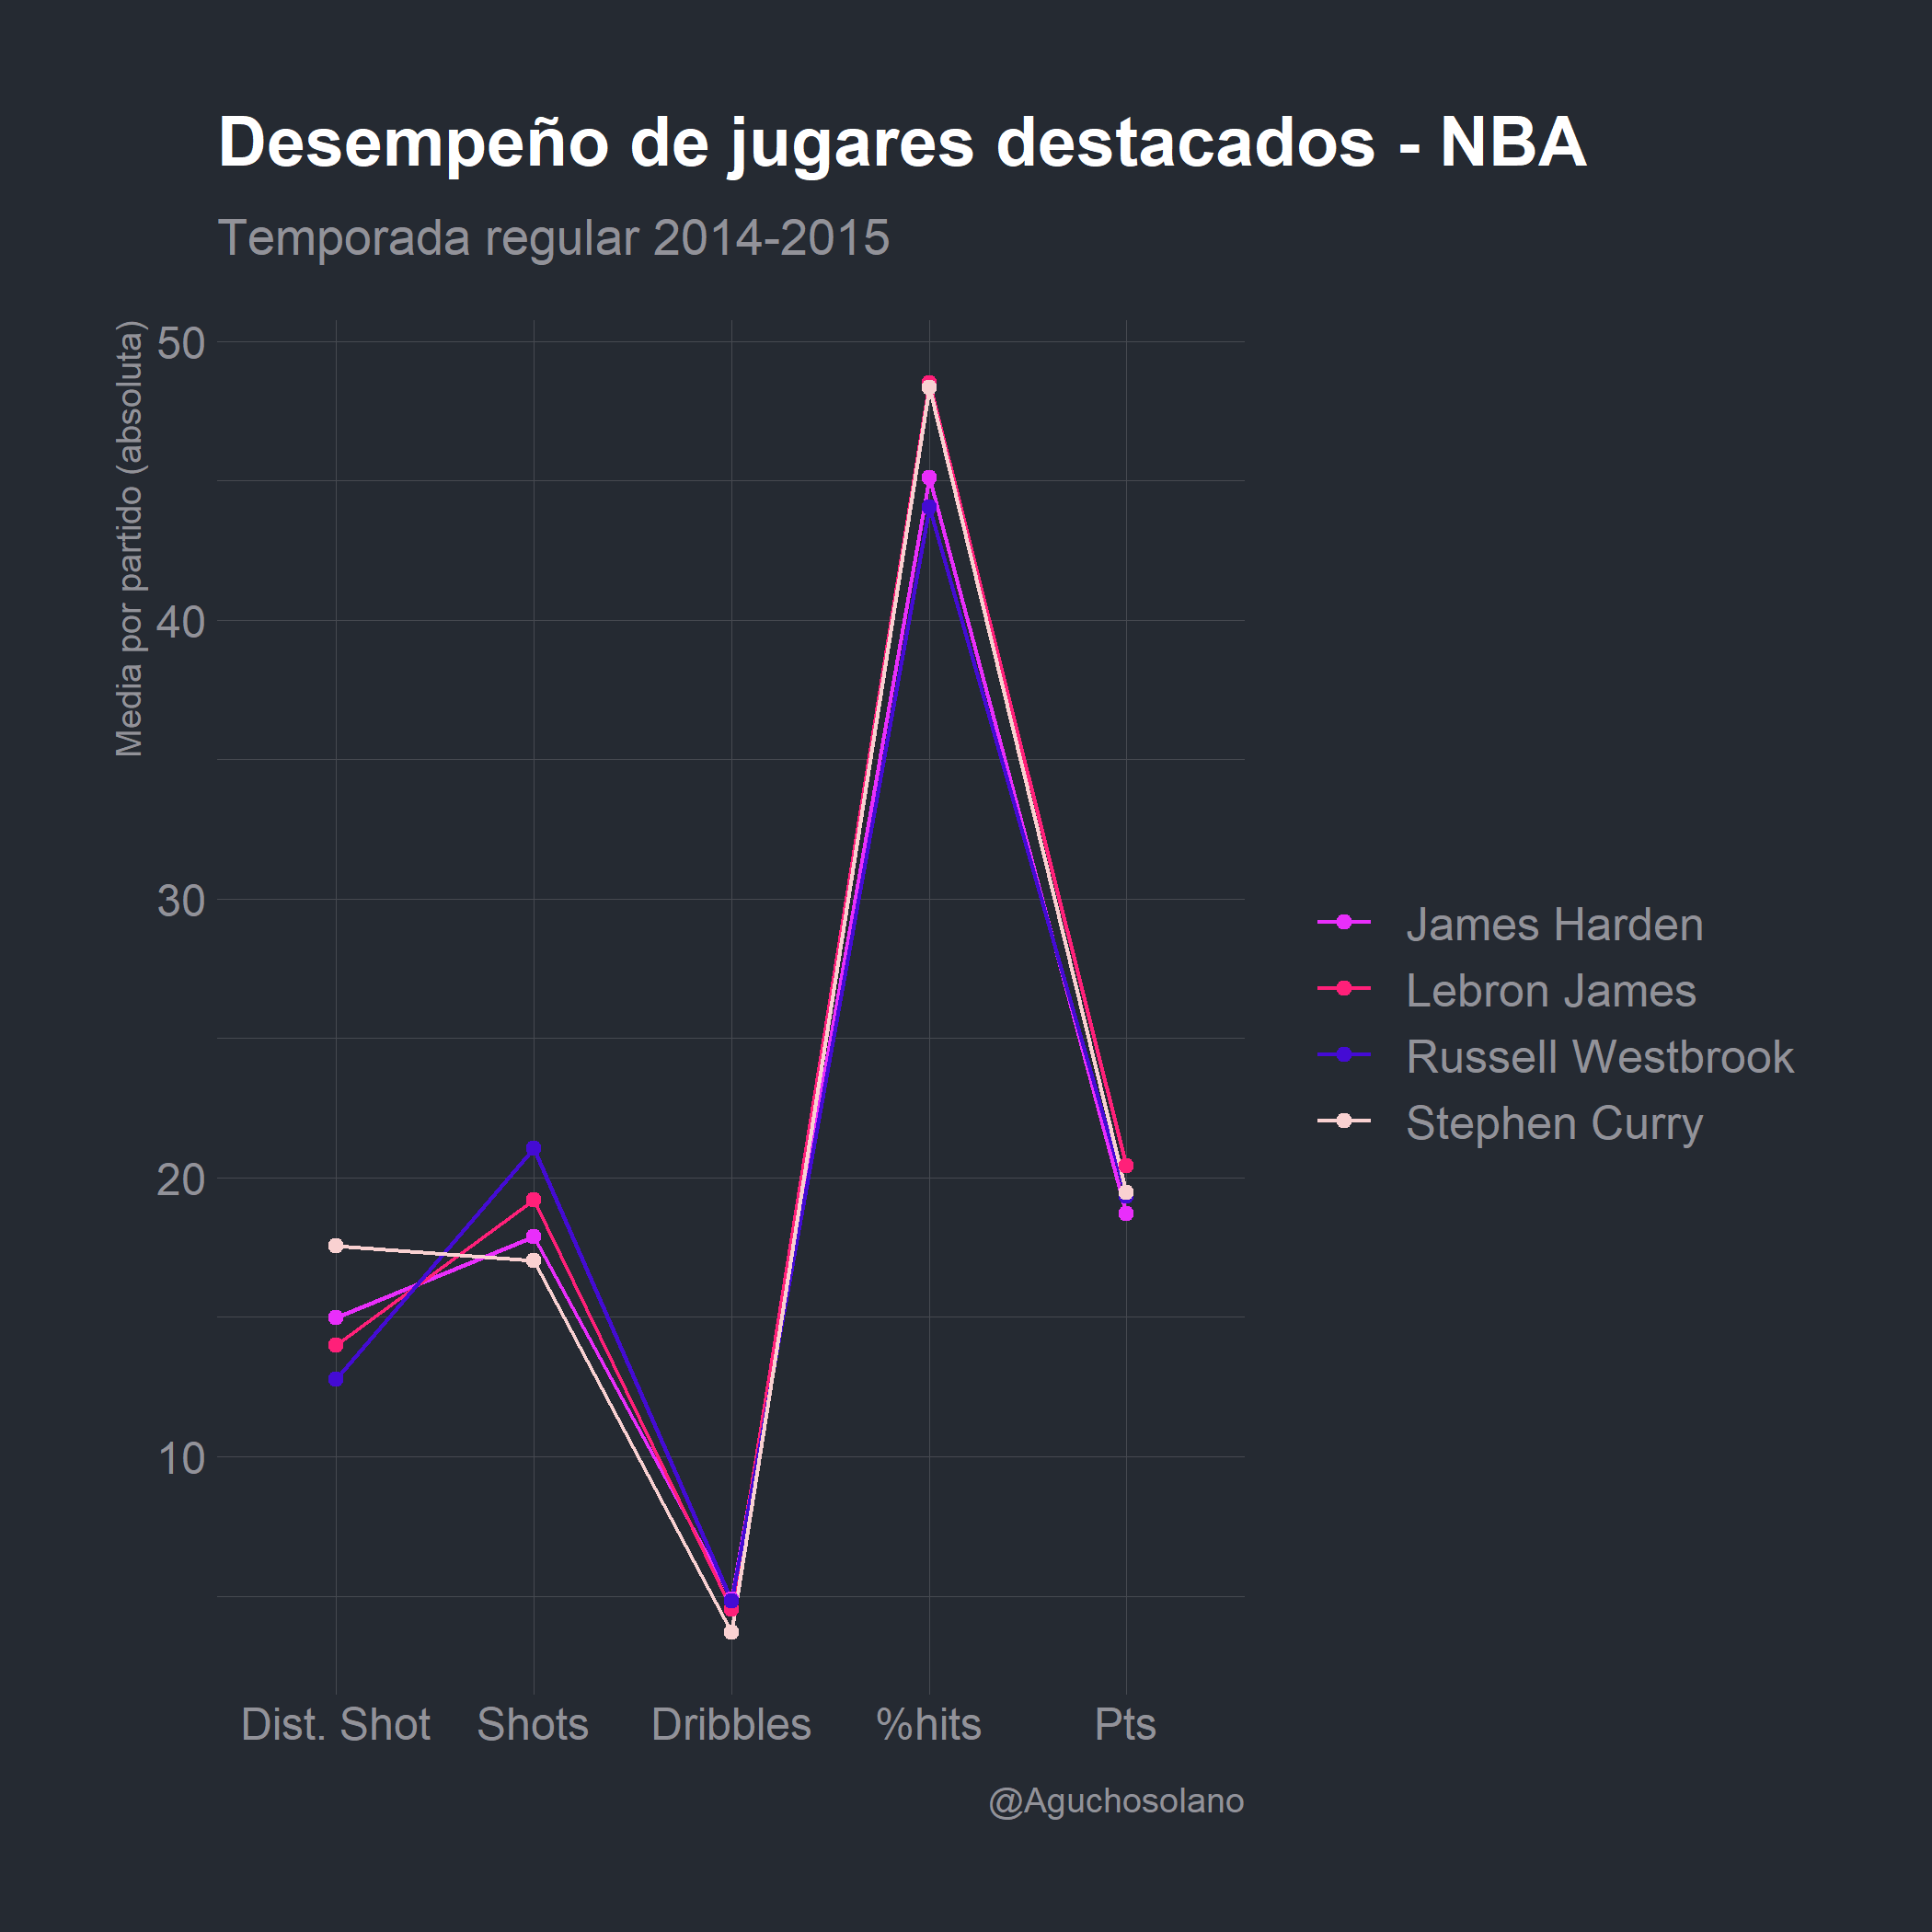 Desempeño de jugares destacados - NBA
Temporada regular 2014-2015
Media por partido (absoluta)
50
40
30
20
10
Dist. Shot
Shots
Dribbles
%hits
Pts
James Harden
Lebron James
Russell Westbrook
Stephen Curry
@Aguchosolano